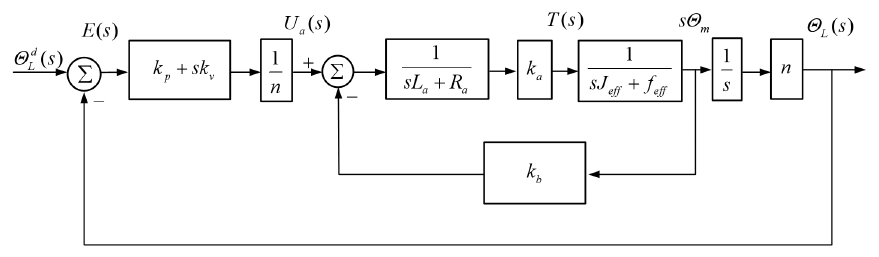 E(s) U_a(s) T(s) sΘ_m Θ_L(s)
Θ_L^d(s) Σ k_p + sk_v 1/n + Σ 1/(sL_a + R_a) k_a 1/(sJ_eff + f_eff) 1/s n
− −
k_b